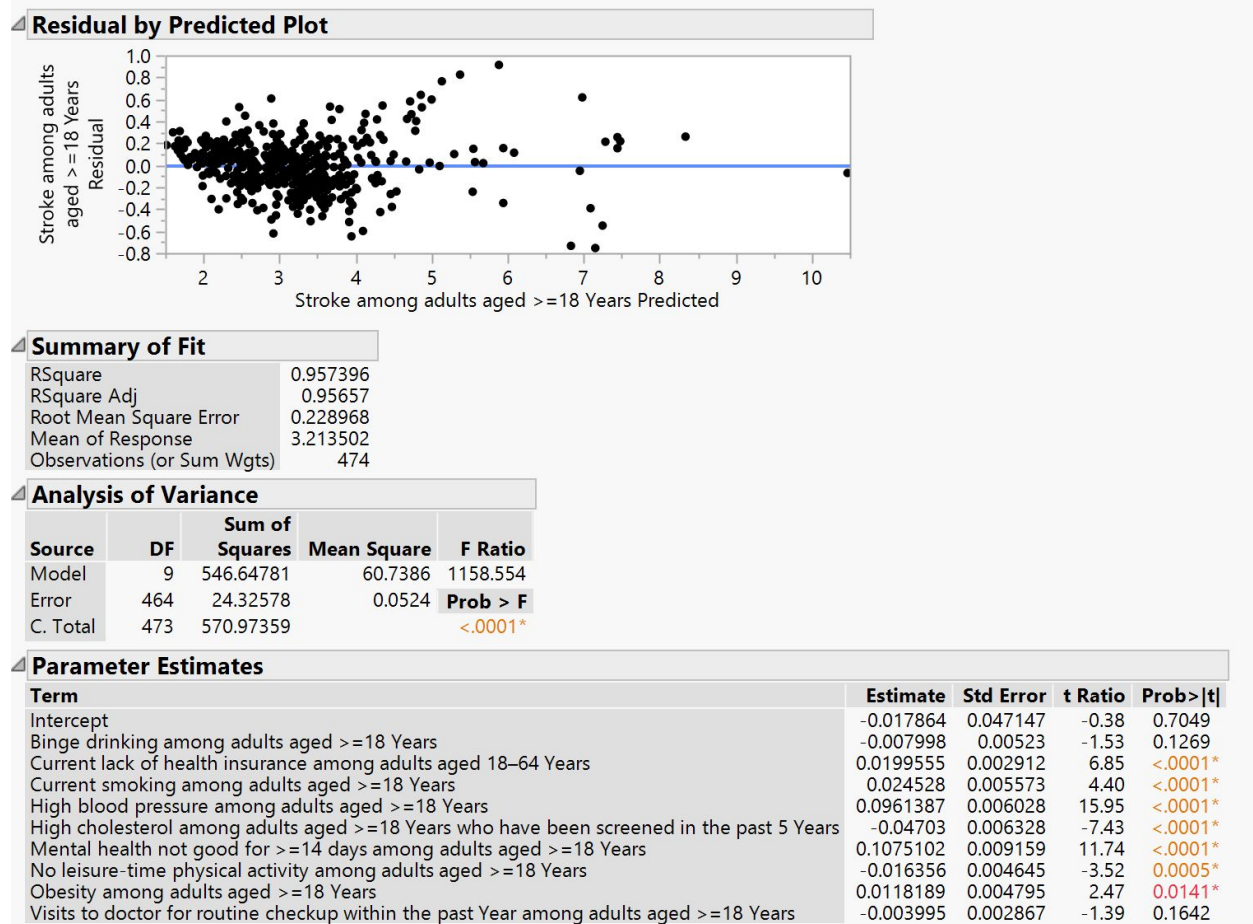 Residual by Predicted Plot
Stroke among adults
aged >=18 Years
Residual
1.0
0.8
0.6
0.4
0.2
0.0
-0.2
-0.4
-0.6
-0.8
2 3 4 5 6 7 8 9 10
Stroke among adults aged >=18 Years Predicted
Summary of Fit
RSquare 0.957396
RSquare Adj 0.95657
Root Mean Square Error 0.228968
Mean of Response 3.213502
Observations (or Sum Wgts) 474
Analysis of Variance
Sum of
Source DF Squares Mean Square F Ratio
Model 9 546.64781 60.7386 1158.554
Error 464 24.32578 0.0524 Prob > F
C. Total 473 570.97359 <.0001*
Parameter Estimates
Term Estimate Std Error t Ratio Prob>|t|
Intercept -0.017864 0.047147 -0.38 0.7049
Binge drinking among adults aged >=18 Years -0.007998 0.00523 -1.53 0.1269
Current lack of health insurance among adults aged 18–64 Years 0.0199555 0.002912 6.85 <.0001*
Current smoking among adults aged >=18 Years 0.024528 0.005573 4.40 <.0001*
High blood pressure among adults aged >=18 Years 0.0961387 0.006028 15.95 <.0001*
High cholesterol among adults aged >=18 Years who have been screened in the past 5 Years -0.04703 0.006328 -7.43 <.0001*
Mental health not good for >=14 days among adults aged >=18 Years 0.1075102 0.009159 11.74 <.0001*
No leisure-time physical activity among adults aged >=18 Years -0.016356 0.004645 -3.52 0.0005*
Obesity among adults aged >=18 Years 0.0118189 0.004795 2.47 0.0141*
Visits to doctor for routine checkup within the past Year among adults aged >=18 Years -0.003995 0.002867 -1.39 0.1642